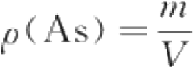 ρ(As) = m/V